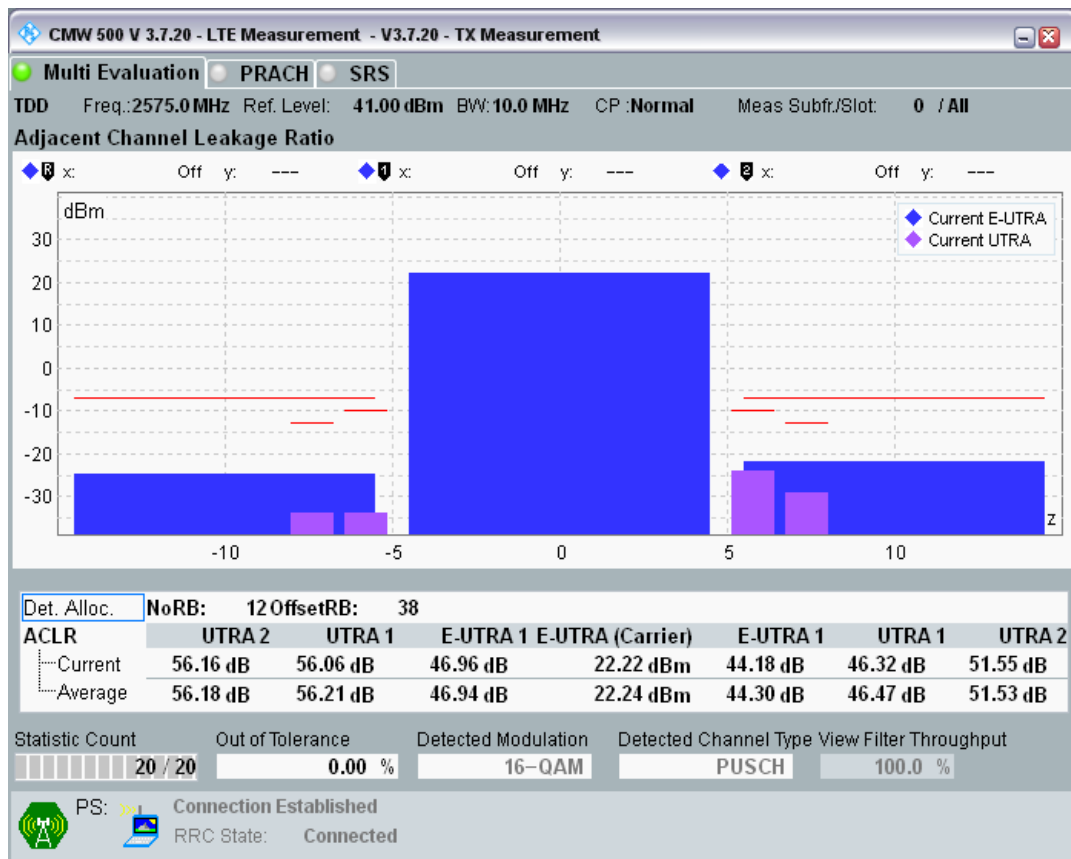 CMW 500 V 3.7.20 - LTE Measurement - V3.7.20 - TX Measurement
Multi Evaluation PRACH SRS
TDD Freq.:2575.0 MHz Ref. Level: 41.00 dBm BW:10.0 MHz CP :Normal Meas Subfr./Slot: 0 / All
Adjacent Channel Leakage Ratio
R x: Off y: --- 1 x: Off y: --- 2 x: Off y: ---
dBm
Current E-UTRA
Current UTRA
30
20
10
0
-10
-20
-30
z
-10 -5 0 5 10
Det. Alloc. NoRB: 12 OffsetRB: 38
ACLR UTRA 2 UTRA 1 E-UTRA 1 E-UTRA (Carrier) E-UTRA 1 UTRA 1 UTRA 2
Current 56.16 dB 56.06 dB 46.96 dB 22.22 dBm 44.18 dB 46.32 dB 51.55 dB
Average 56.18 dB 56.21 dB 46.94 dB 22.24 dBm 44.30 dB 46.47 dB 51.53 dB
Statistic Count Out of Tolerance Detected Modulation Detected Channel Type View Filter Throughput
20 / 20 0.00 % 16-QAM PUSCH 100.0 %
PS: Connection Established
RRC State: Connected